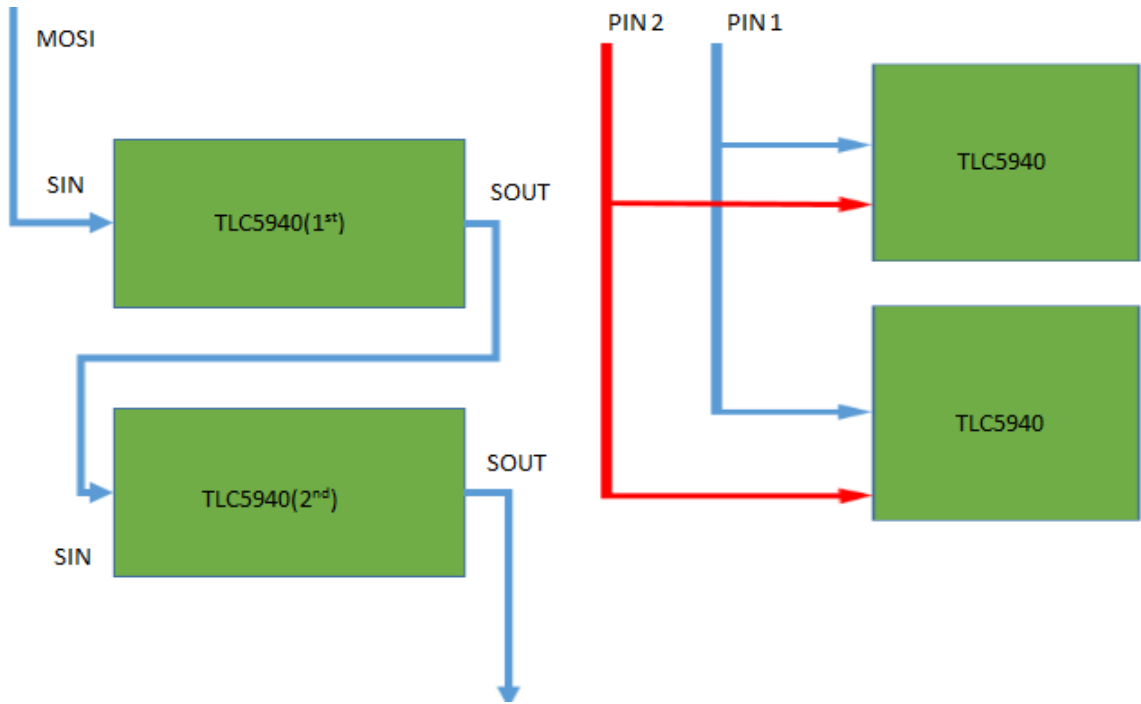 MOSI
SIN
TLC5940(1st)
SOUT
SOUT
TLC5940(2nd)
SIN
PIN 2
PIN 1
TLC5940
TLC5940